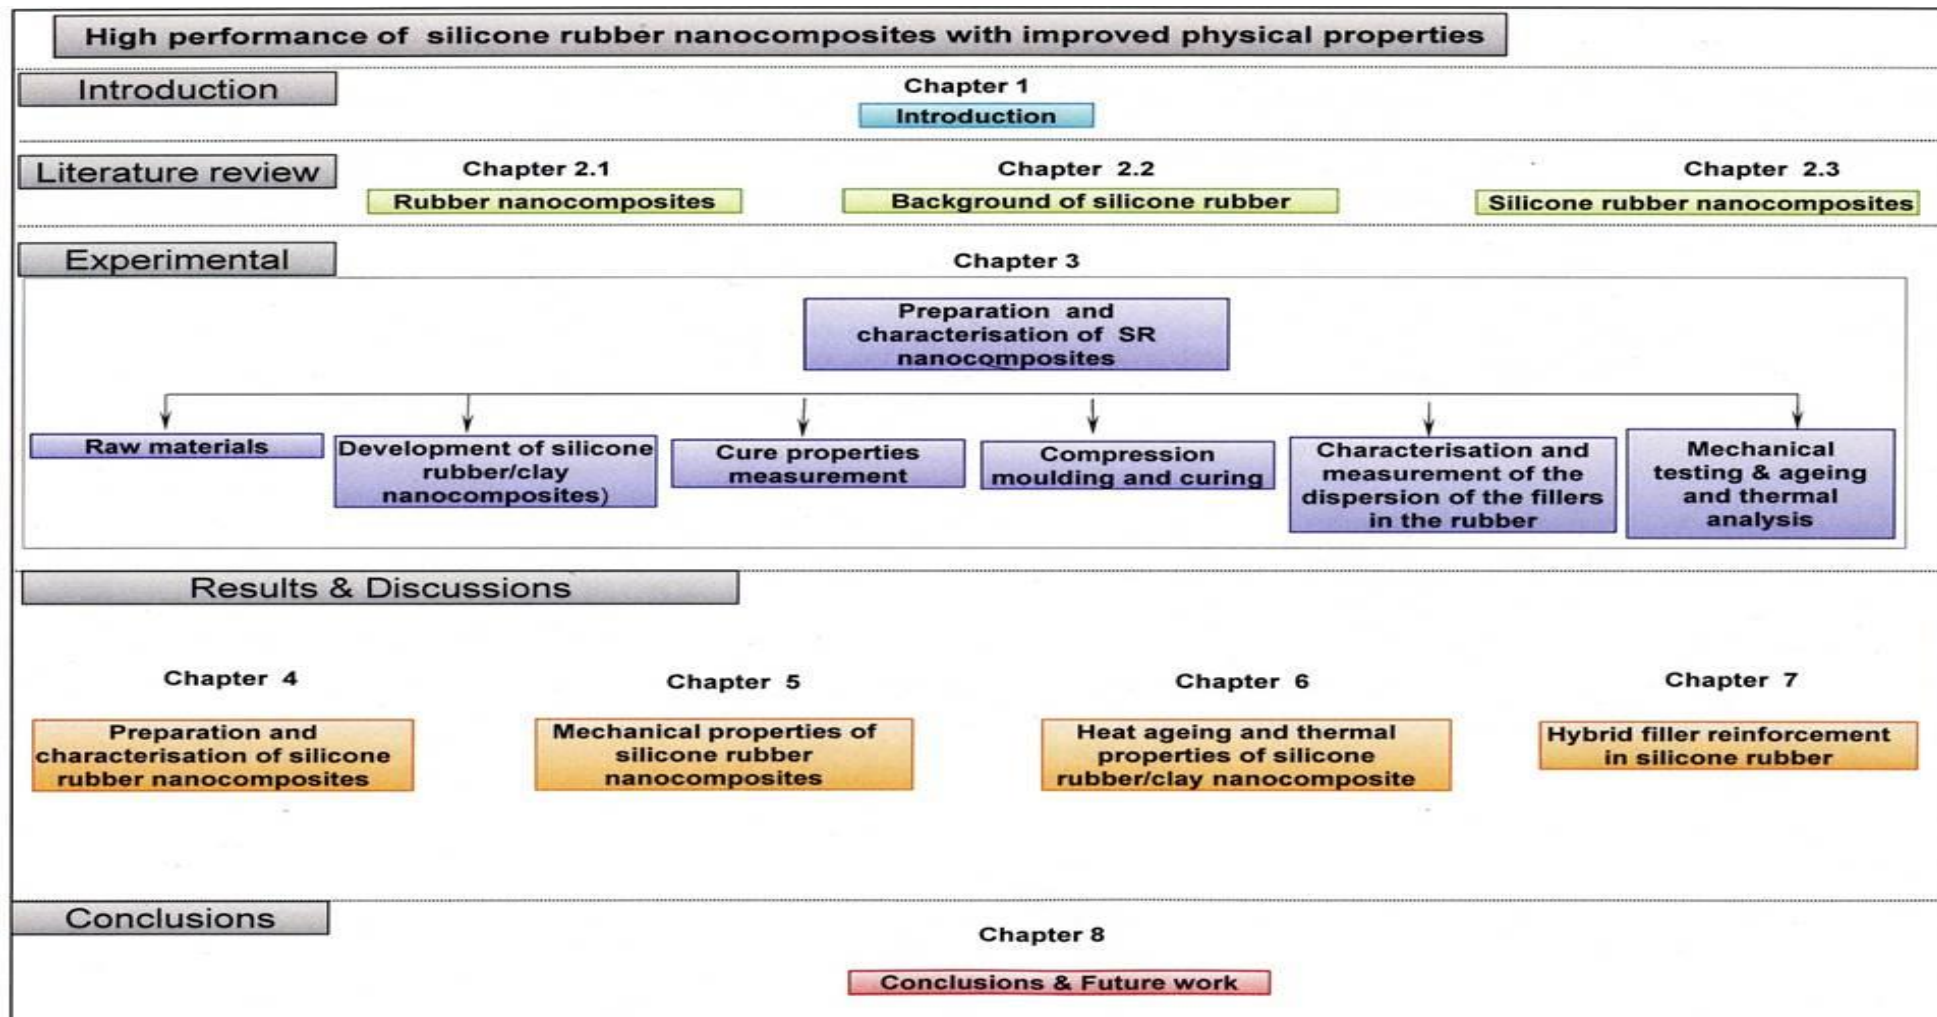 High performance of silicone rubber nanocomposites with improved physical properties
Introduction
Chapter 1
Introduction
Literature review
Chapter 2.1
Rubber nanocomposites
Chapter 2.2
Background of silicone rubber
Chapter 2.3
Silicone rubber nanocomposites
Experimental
Chapter 3
Preparation and
characterisation of SR
nanocomposites
Raw materials
Development of silicone
rubber/clay
nanocomposites)
Cure properties
measurement
Compression
moulding and curing
Characterisation and
measurement of the
dispersion of the fillers
in the rubber
Mechanical
testing & ageing
and thermal
analysis
Results & Discussions
Chapter 4
Preparation and
characterisation of silicone
rubber nanocomposites
Chapter 5
Mechanical properties of
silicone rubber
nanocomposites
Chapter 6
Heat ageing and thermal
properties of silicone
rubber/clay nanocomposite
Chapter 7
Hybrid filler reinforcement
in silicone rubber
Conclusions
Chapter 8
Conclusions & Future work